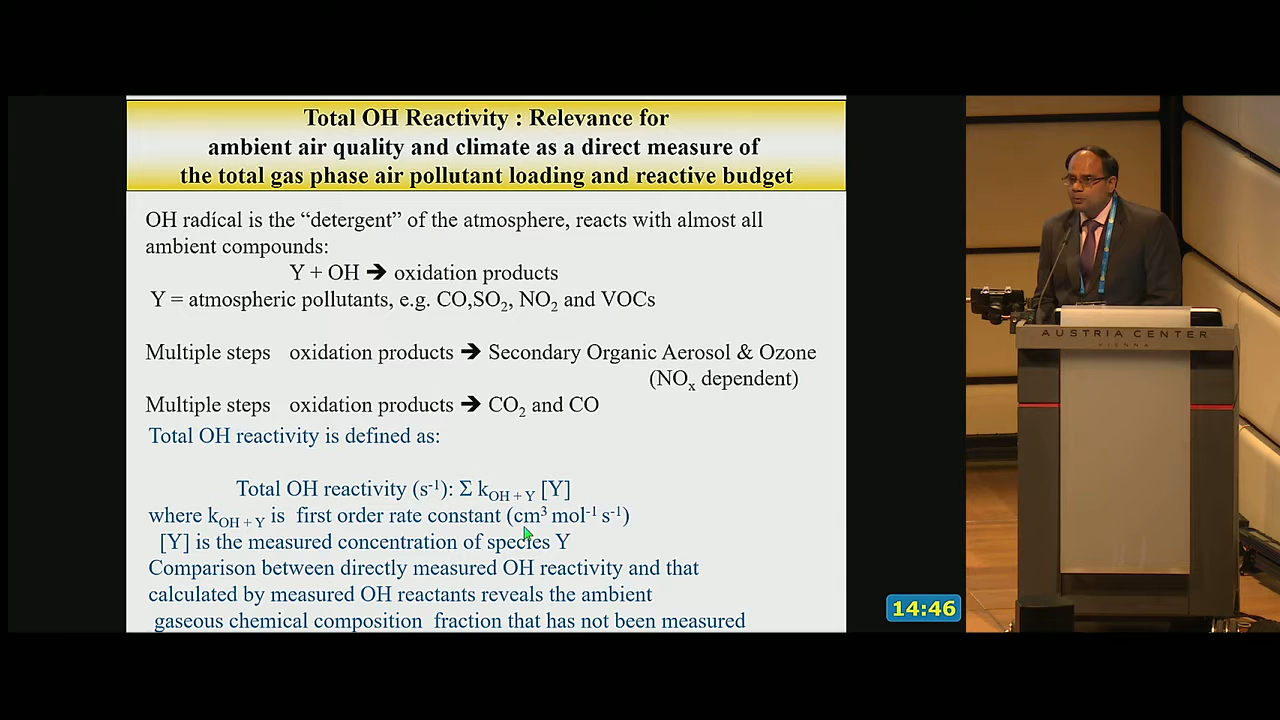 Total OH Reactivity : Relevance for
ambient air quality and climate as a direct measure of
the total gas phase air pollutant loading and reactive budget
OH radical is the “detergent” of the atmosphere, reacts with almost all
ambient compounds:
Y + OH ➔ oxidation products
Y = atmospheric pollutants, e.g. CO,SO₂, NO₂ and VOCs
Multiple steps oxidation products ➔ Secondary Organic Aerosol & Ozone
(NOₓ dependent)
Multiple steps oxidation products ➔ CO₂ and CO
Total OH reactivity is defined as:
Total OH reactivity (s⁻¹): Σ k_OH + Y [Y]
where k_OH + Y is first order rate constant (cm³ mol⁻¹ s⁻¹)
[Y] is the measured concentration of species Y
Comparison between directly measured OH reactivity and that
calculated by measured OH reactants reveals the ambient
gaseous chemical composition fraction that has not been measured
14:46
AUSTRIA CENTER
VIENNA